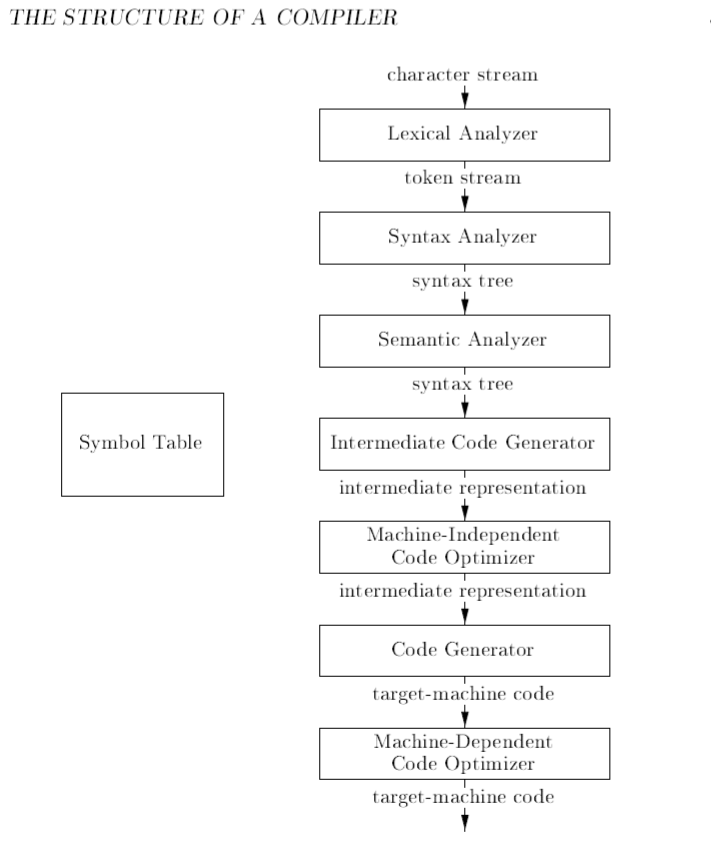 THE STRUCTURE OF A COMPILER
character stream
Lexical Analyzer
token stream
Syntax Analyzer
syntax tree
Semantic Analyzer
syntax tree
Symbol Table
Intermediate Code Generator
intermediate representation
Machine-Independent
Code Optimizer
intermediate representation
Code Generator
target-machine code
Machine-Dependent
Code Optimizer
target-machine code